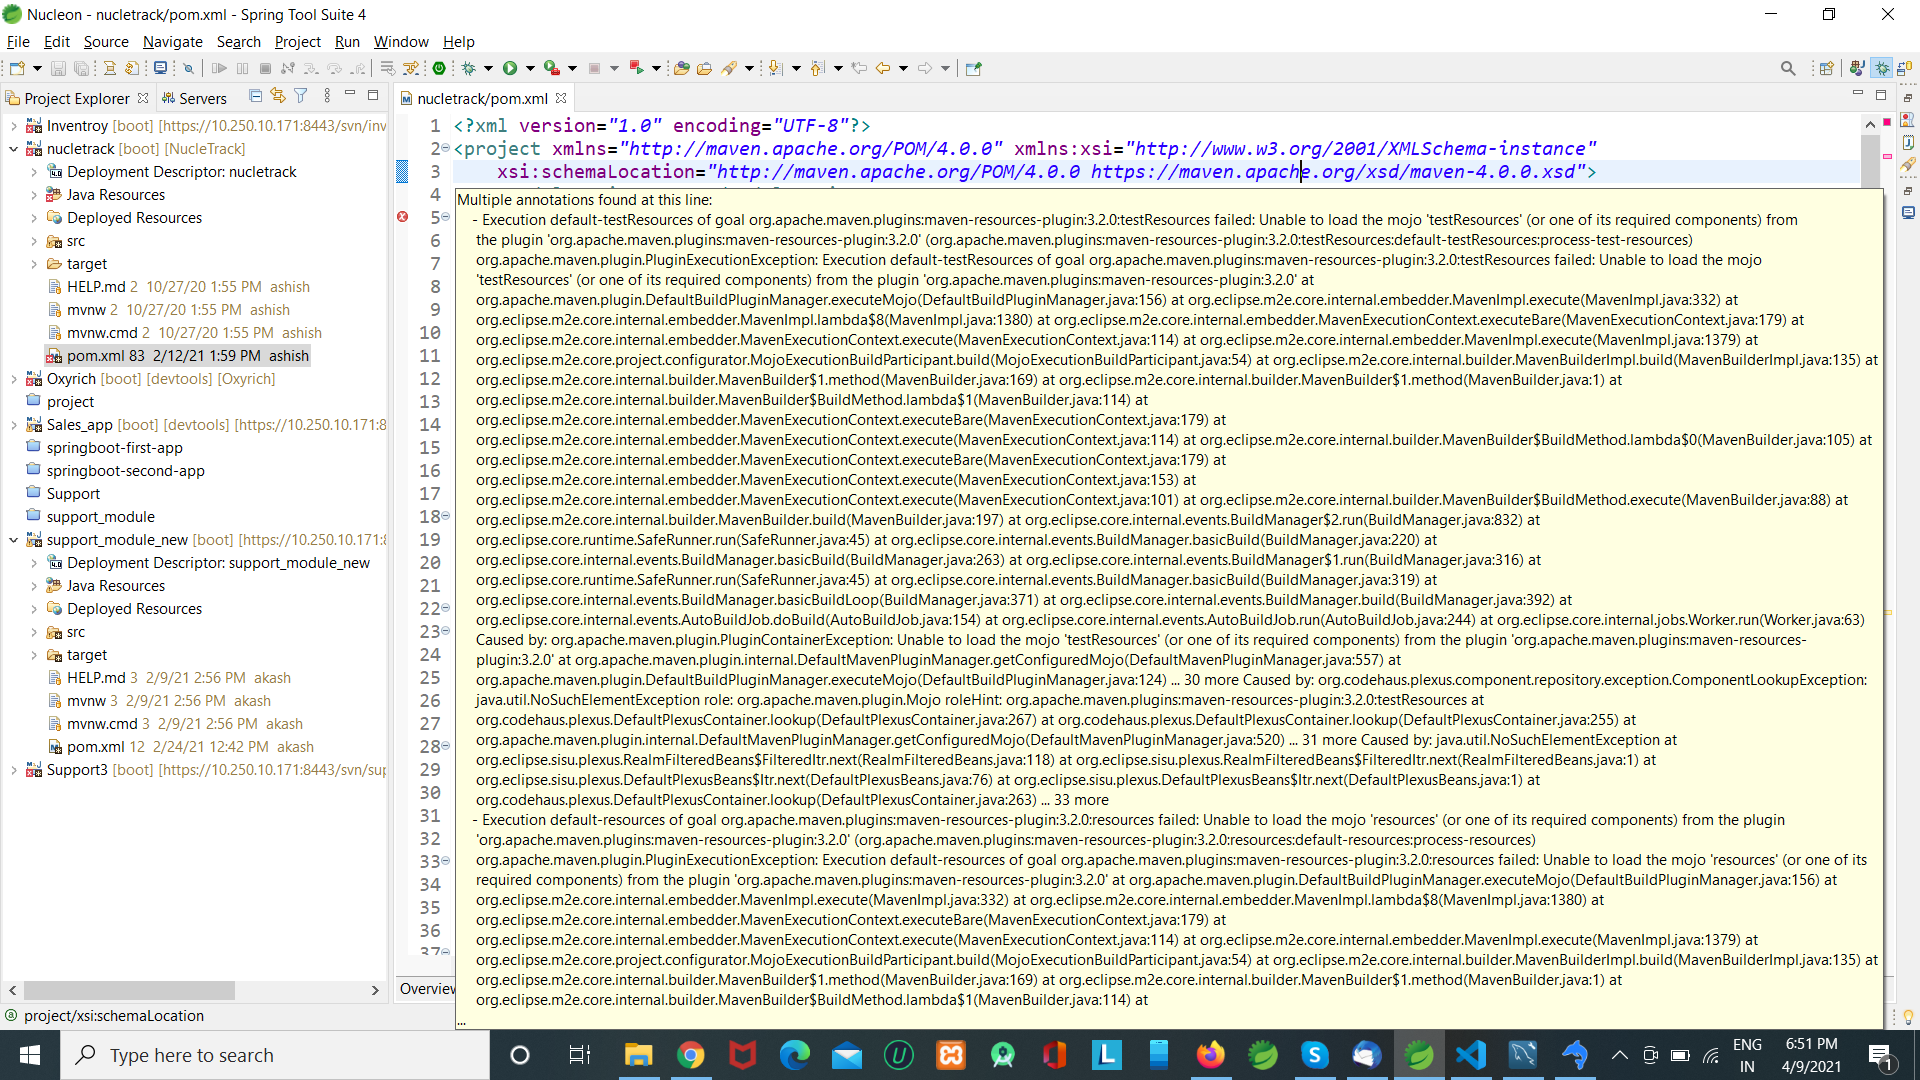 Nucleon - nucletrack/pom.xml - Spring Tool Suite 4
File Edit Source Navigate Search Project Run Window Help
Project Explorer Servers
Inventroy [boot] [https://10.250.10.171:8443/svn/inv
nucletrack [boot] [NucleTrack]
Deployment Descriptor: nucletrack
Java Resources
Deployed Resources
src
target
HELP.md 2 10/27/20 1:55 PM ashish
mvnw 2 10/27/20 1:55 PM ashish
mvnw.cmd 2 10/27/20 1:55 PM ashish
pom.xml 83 2/12/21 1:59 PM ashish
Oxyrich [boot] [devtools] [Oxyrich]
project
Sales_app [boot] [devtools] [https://10.250.10.171:8
springboot-first-app
springboot-second-app
Support
support_module
support_module_new [boot] [https://10.250.10.171:8
Deployment Descriptor: support_module_new
Java Resources
Deployed Resources
src
target
HELP.md 3 2/9/21 2:56 PM akash
mvnw 3 2/9/21 2:56 PM akash
mvnw.cmd 3 2/9/21 2:56 PM akash
pom.xml 12 2/24/21 12:42 PM akash
Support3 [boot] [https://10.250.10.171:8443/svn/sup
nucletrack/pom.xml
1 <?xml version="1.0" encoding="UTF-8"?>
2 <project xmlns="http://maven.apache.org/POM/4.0.0" xmlns:xsi="http://www.w3.org/2001/XMLSchema-instance"
3 xsi:schemaLocation="http://maven.apache.org/POM/4.0.0 https://maven.apache.org/xsd/maven-4.0.0.xsd">
4
5
6
7
8
9
10
11
12
13
14
15
16
17
18
19
20
21
22
23
24
25
26
27
28
29
30
31
32
33
34
35
36
37
Multiple annotations found at this line:
- Execution default-testResources of goal org.apache.maven.plugins:maven-resources-plugin:3.2.0:testResources failed: Unable to load the mojo 'testResources' (or one of its required components) from
the plugin 'org.apache.maven.plugins:maven-resources-plugin:3.2.0' (org.apache.maven.plugins:maven-resources-plugin:3.2.0:testResources:default-testResources:process-test-resources)
org.apache.maven.plugin.PluginExecutionException: Execution default-testResources of goal org.apache.maven.plugins:maven-resources-plugin:3.2.0:testResources failed: Unable to load the mojo
'testResources' (or one of its required components) from the plugin 'org.apache.maven.plugins:maven-resources-plugin:3.2.0' at
org.apache.maven.plugin.DefaultBuildPluginManager.executeMojo(DefaultBuildPluginManager.java:156) at org.eclipse.m2e.core.internal.embedder.MavenImpl.execute(MavenImpl.java:332) at
org.eclipse.m2e.core.internal.embedder.MavenImpl.lambda$8(MavenImpl.java:1380) at org.eclipse.m2e.core.internal.embedder.MavenExecutionContext.executeBare(MavenExecutionContext.java:179) at
org.eclipse.m2e.core.internal.embedder.MavenExecutionContext.execute(MavenExecutionContext.java:114) at org.eclipse.m2e.core.internal.embedder.MavenImpl.execute(MavenImpl.java:1379) at
org.eclipse.m2e.core.project.configurator.MojoExecutionBuildParticipant.build(MojoExecutionBuildParticipant.java:54) at org.eclipse.m2e.core.internal.builder.MavenBuilderImpl.build(MavenBuilderImpl.java:135) at
org.eclipse.m2e.core.internal.builder.MavenBuilder$1.method(MavenBuilder.java:169) at org.eclipse.m2e.core.internal.builder.MavenBuilder$1.method(MavenBuilder.java:1) at
org.eclipse.m2e.core.internal.builder.MavenBuilder$BuildMethod.lambda$1(MavenBuilder.java:114) at
org.eclipse.m2e.core.internal.embedder.MavenExecutionContext.executeBare(MavenExecutionContext.java:179) at
org.eclipse.m2e.core.internal.embedder.MavenExecutionContext.execute(MavenExecutionContext.java:114) at org.eclipse.m2e.core.internal.builder.MavenBuilder$BuildMethod.lambda$0(MavenBuilder.java:105) at
org.eclipse.m2e.core.internal.embedder.MavenExecutionContext.executeBare(MavenExecutionContext.java:179) at
org.eclipse.m2e.core.internal.embedder.MavenExecutionContext.execute(MavenExecutionContext.java:153) at
org.eclipse.m2e.core.internal.embedder.MavenExecutionContext.execute(MavenExecutionContext.java:101) at org.eclipse.m2e.core.internal.builder.MavenBuilder$BuildMethod.execute(MavenBuilder.java:88) at
org.eclipse.m2e.core.internal.builder.MavenBuilder.build(MavenBuilder.java:197) at org.eclipse.core.internal.events.BuildManager$2.run(BuildManager.java:832) at
org.eclipse.core.runtime.SafeRunner.run(SafeRunner.java:45) at org.eclipse.core.internal.events.BuildManager.basicBuild(BuildManager.java:220) at
org.eclipse.core.internal.events.BuildManager.basicBuild(BuildManager.java:263) at org.eclipse.core.internal.events.BuildManager$1.run(BuildManager.java:316) at
org.eclipse.core.runtime.SafeRunner.run(SafeRunner.java:45) at org.eclipse.core.internal.events.BuildManager.basicBuild(BuildManager.java:319) at
org.eclipse.core.internal.events.BuildManager.basicBuildLoop(BuildManager.java:371) at org.eclipse.core.internal.events.BuildManager.build(BuildManager.java:392) at
org.eclipse.core.internal.events.AutoBuildJob.doBuild(AutoBuildJob.java:154) at org.eclipse.core.internal.events.AutoBuildJob.run(AutoBuildJob.java:244) at org.eclipse.core.internal.jobs.Worker.run(Worker.java:63)
Caused by: org.apache.maven.plugin.PluginContainerException: Unable to load the mojo 'testResources' (or one of its required components) from the plugin 'org.apache.maven.plugins:maven-resources-
plugin:3.2.0' at org.apache.maven.plugin.internal.DefaultMavenPluginManager.getConfiguredMojo(DefaultMavenPluginManager.java:557) at
org.apache.maven.plugin.DefaultBuildPluginManager.executeMojo(DefaultBuildPluginManager.java:124) ... 30 more Caused by: org.codehaus.plexus.component.repository.exception.ComponentLookupException:
java.util.NoSuchElementException role: org.apache.maven.plugin.Mojo roleHint: org.apache.maven.plugins:maven-resources-plugin:3.2.0:testResources at
org.codehaus.plexus.DefaultPlexusContainer.lookup(DefaultPlexusContainer.java:267) at org.codehaus.plexus.DefaultPlexusContainer.lookup(DefaultPlexusContainer.java:255) at
org.apache.maven.plugin.internal.DefaultMavenPluginManager.getConfiguredMojo(DefaultMavenPluginManager.java:520) ... 31 more Caused by: java.util.NoSuchElementException at
org.eclipse.sisu.plexus.RealmFilteredBeans$FilteredItr.next(RealmFilteredBeans.java:118) at org.eclipse.sisu.plexus.RealmFilteredBeans$FilteredItr.next(RealmFilteredBeans.java:1) at
org.eclipse.sisu.plexus.DefaultPlexusBeans$Itr.next(DefaultPlexusBeans.java:76) at org.eclipse.sisu.plexus.DefaultPlexusBeans$Itr.next(DefaultPlexusBeans.java:1) at
org.codehaus.plexus.DefaultPlexusContainer.lookup(DefaultPlexusContainer.java:263) ... 33 more
- Execution default-resources of goal org.apache.maven.plugins:maven-resources-plugin:3.2.0:resources failed: Unable to load the mojo 'resources' (or one of its required components) from the plugin
'org.apache.maven.plugins:maven-resources-plugin:3.2.0' (org.apache.maven.plugins:maven-resources-plugin:3.2.0:resources:default-resources:process-resources)
org.apache.maven.plugin.PluginExecutionException: Execution default-resources of goal org.apache.maven.plugins:maven-resources-plugin:3.2.0:resources failed: Unable to load the mojo 'resources' (or one of its
required components) from the plugin 'org.apache.maven.plugins:maven-resources-plugin:3.2.0' at org.apache.maven.plugin.DefaultBuildPluginManager.executeMojo(DefaultBuildPluginManager.java:156) at
org.eclipse.m2e.core.internal.embedder.MavenImpl.execute(MavenImpl.java:332) at org.eclipse.m2e.core.internal.embedder.MavenImpl.lambda$8(MavenImpl.java:1380) at
org.eclipse.m2e.core.internal.embedder.MavenExecutionContext.executeBare(MavenExecutionContext.java:179) at
org.eclipse.m2e.core.internal.embedder.MavenExecutionContext.execute(MavenExecutionContext.java:114) at org.eclipse.m2e.core.internal.embedder.MavenImpl.execute(MavenImpl.java:1379) at
org.eclipse.m2e.core.project.configurator.MojoExecutionBuildParticipant.build(MojoExecutionBuildParticipant.java:54) at org.eclipse.m2e.core.internal.builder.MavenBuilderImpl.build(MavenBuilderImpl.java:135) at
org.eclipse.m2e.core.internal.builder.MavenBuilder$1.method(MavenBuilder.java:169) at org.eclipse.m2e.core.internal.builder.MavenBuilder$1.method(MavenBuilder.java:1) at
org.eclipse.m2e.core.internal.builder.MavenBuilder$BuildMethod.lambda$1(MavenBuilder.java:114) at
...
Overview
project/xsi:schemaLocation
Type here to search
ENG
IN
6:51 PM
4/9/2021
1